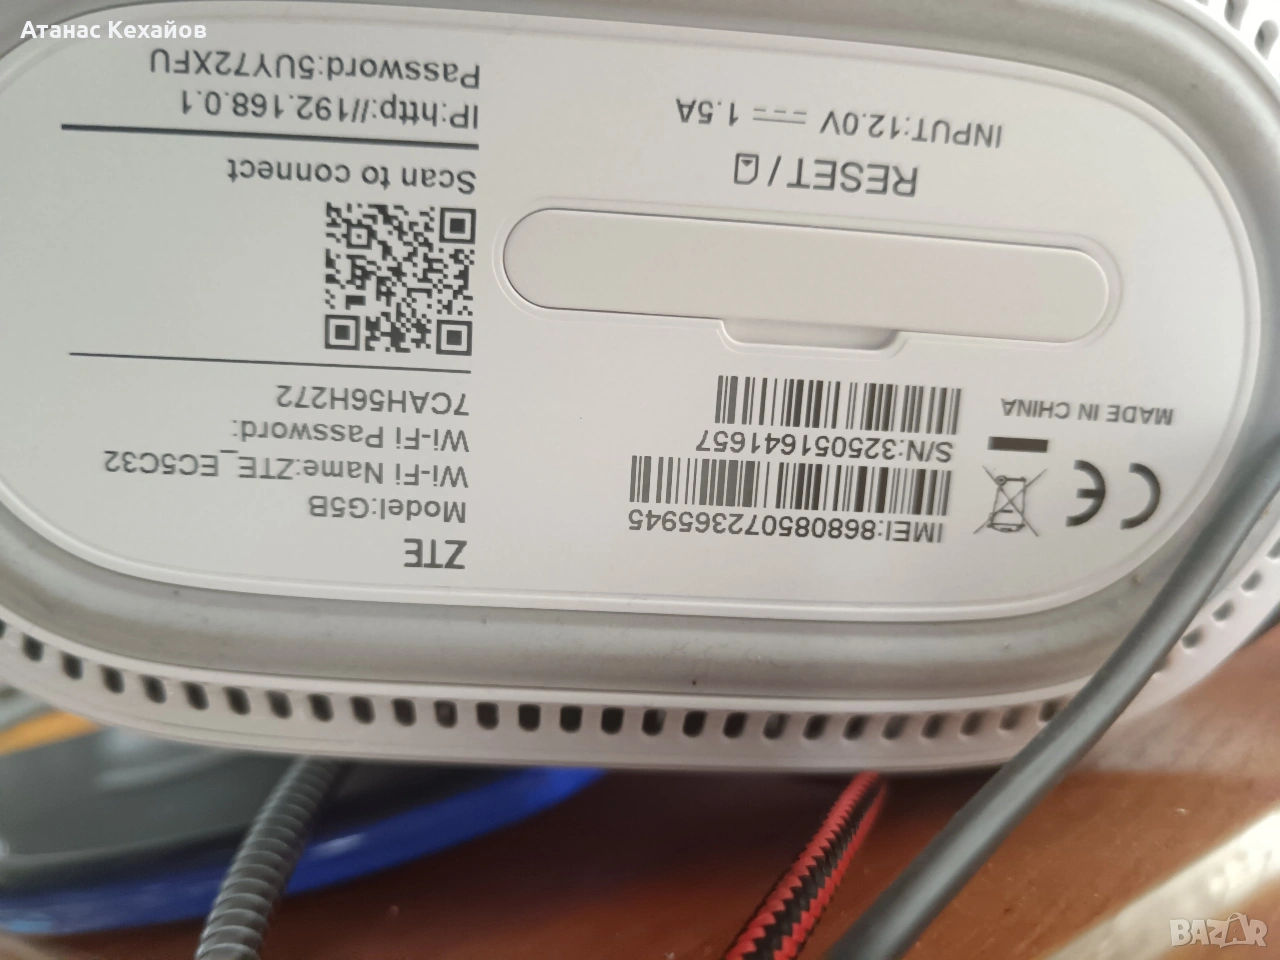 Атанас Кехайов
ZTE
Model:G5B
Wi-Fi Name:ZTE_EC5C32
Wi-Fi Password:
7CAH56H272
Scan to connect
IP:http://192.168.0.1
Password:5UY72XFU
IMEI:868085072365945
S/N:325051641657
MADE IN CHINA
RESET/
INPUT:12.0V ⎓ 1.5A
BAZAR